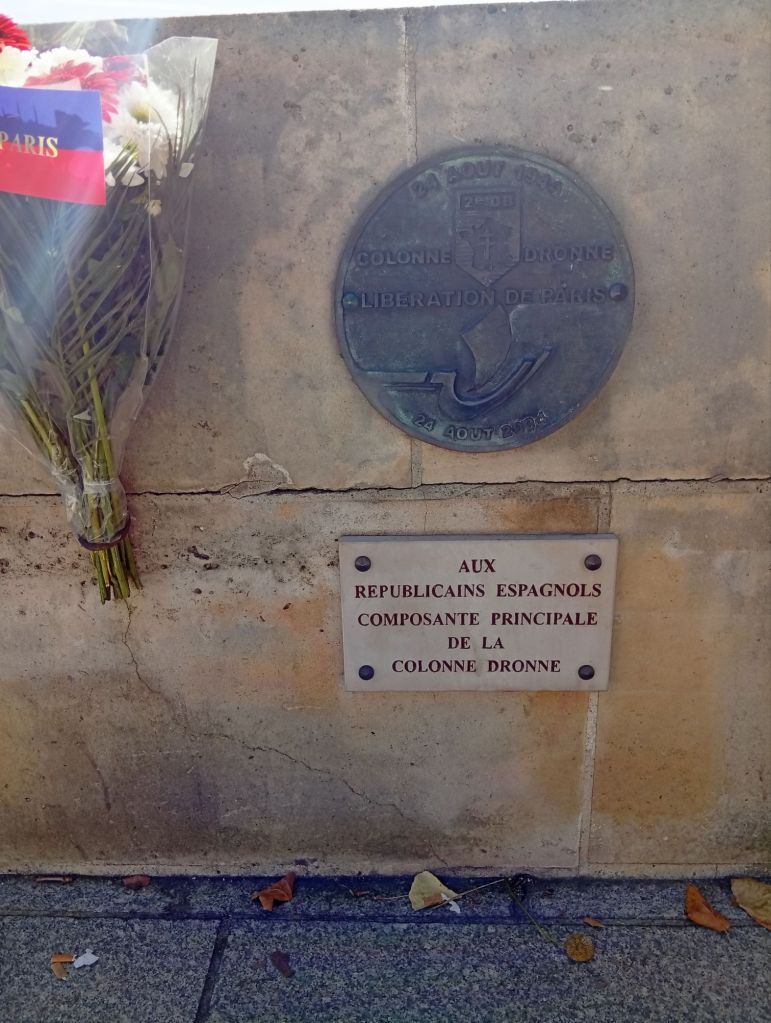 PARIS
24 AOUT 1944
2e DB
COLONNE DRONNE
LIBERATION DE PARIS
24 AOUT 2004
AUX
REPUBLICAINS ESPAGNOLS
COMPOSANTE PRINCIPALE
DE LA
COLONNE DRONNE